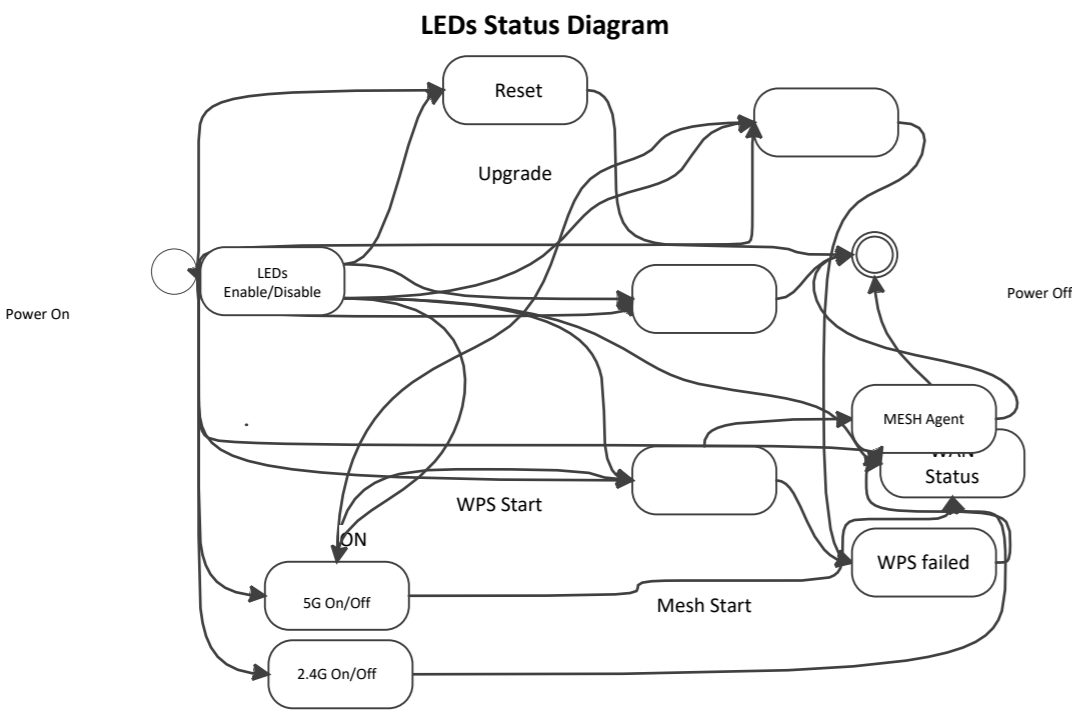 LEDs Status Diagram
Reset
Upgrade
LEDs
Enable/Disable
Power On
Power Off
MESH Agent
WAN
Status
WPS Start
ON
WPS failed
5G On/Off
Mesh Start
2.4G On/Off